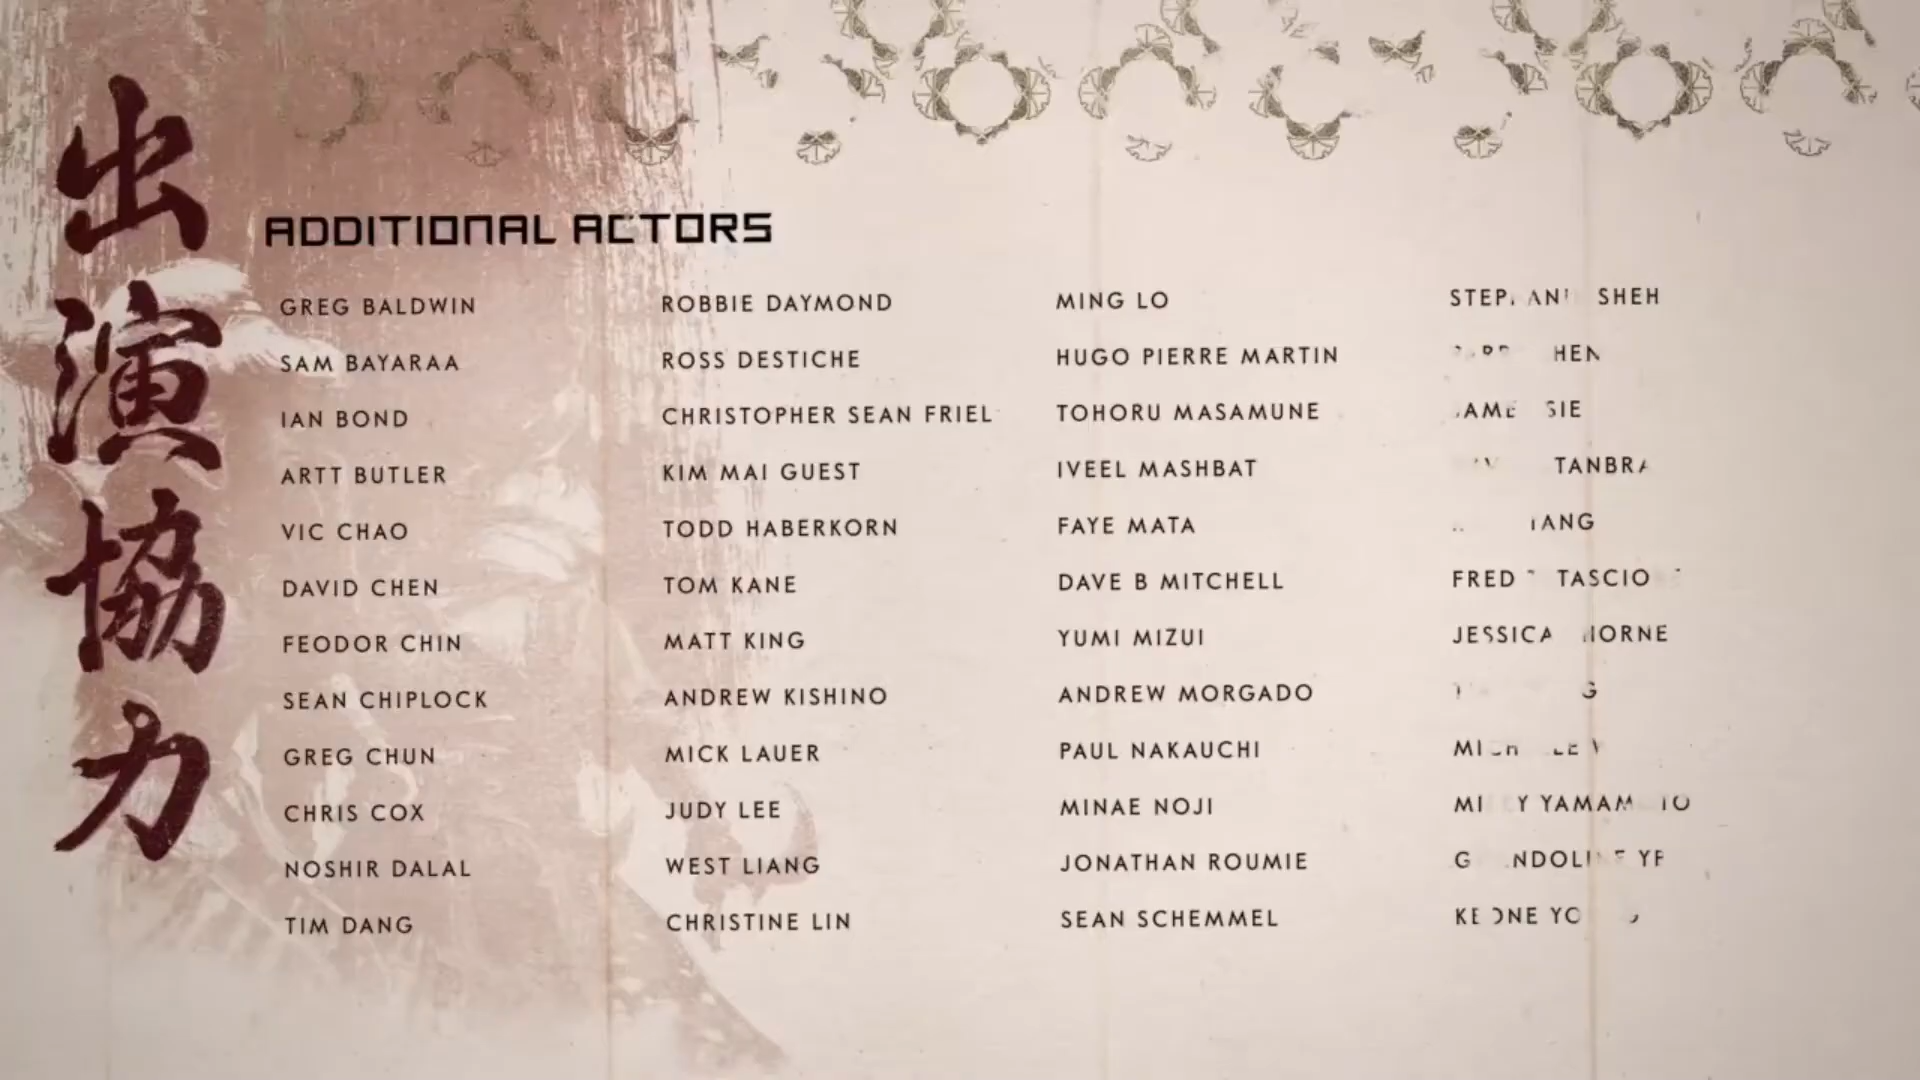 出演協力
ADDITIONAL ACTORS
GREG BALDWIN
SAM BAYARAA
IAN BOND
ARTT BUTLER
VIC CHAO
DAVID CHEN
FEODOR CHIN
SEAN CHIPLOCK
GREG CHUN
CHRIS COX
NOSHIR DALAL
TIM DANG
ROBBIE DAYMOND
ROSS DESTICHE
CHRISTOPHER SEAN FRIEL
KIM MAI GUEST
TODD HABERKORN
TOM KANE
MATT KING
ANDREW KISHINO
MICK LAUER
JUDY LEE
WEST LIANG
CHRISTINE LIN
MING LO
HUGO PIERRE MARTIN
TOHORU MASAMUNE
IVEEL MASHBAT
FAYE MATA
DAVE B MITCHELL
YUMI MIZUI
ANDREW MORGADO
PAUL NAKAUCHI
MINAE NOJI
JONATHAN ROUMIE
SEAN SCHEMMEL
SHEH
FRED
JESSICA